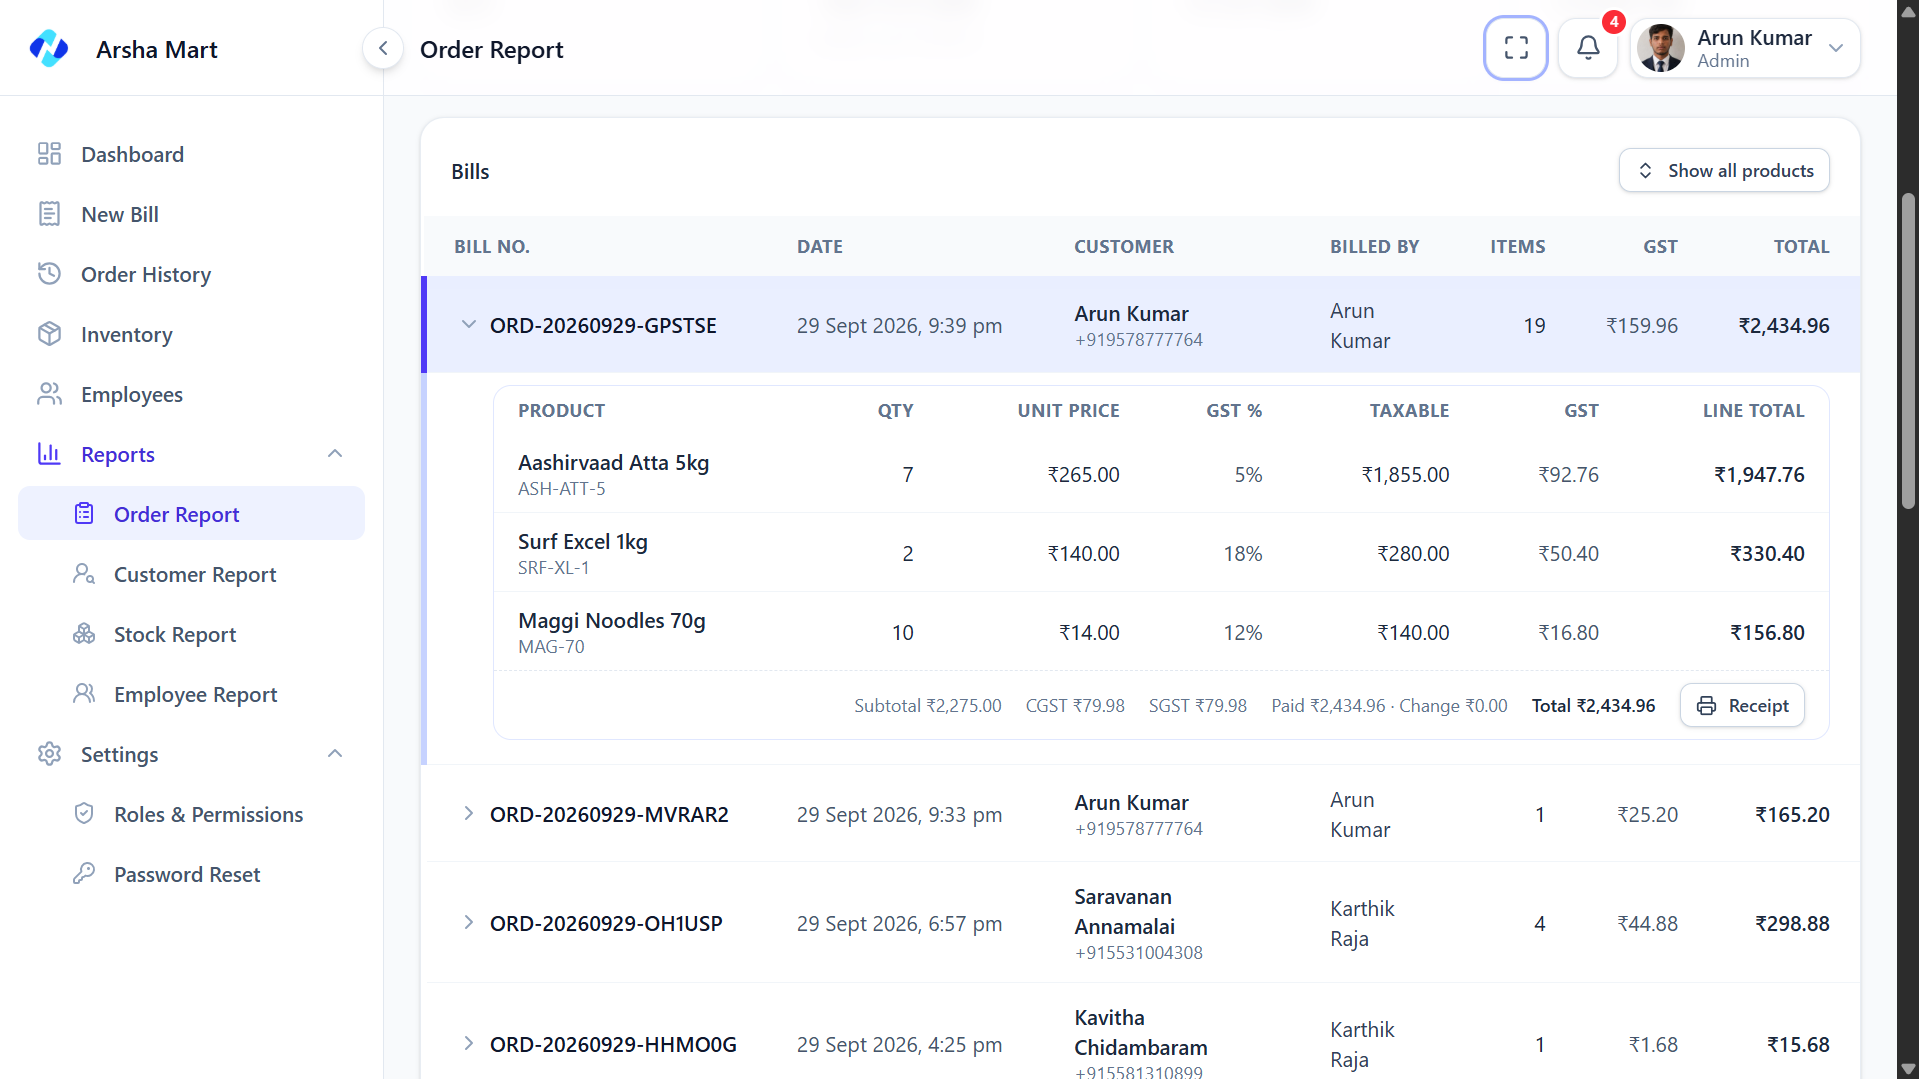 Arsha Mart
Order Report
4
Arun Kumar
Admin
Dashboard
New Bill
Order History
Inventory
Employees
Reports
Order Report
Customer Report
Stock Report
Employee Report
Settings
Roles & Permissions
Password Reset
Bills
Show all products
BILL NO. DATE CUSTOMER BILLED BY ITEMS GST TOTAL
ORD-20260929-GPSTSE 29 Sept 2026, 9:39 pm Arun Kumar +919578777764 Arun Kumar 19 ₹159.96 ₹2,434.96
PRODUCT QTY UNIT PRICE GST % TAXABLE GST LINE TOTAL
Aashirvaad Atta 5kg 7 ₹265.00 5% ₹1,855.00 ₹92.76 ₹1,947.76
ASH-ATT-5
Surf Excel 1kg 2 ₹140.00 18% ₹280.00 ₹50.40 ₹330.40
SRF-XL-1
Maggi Noodles 70g 10 ₹14.00 12% ₹140.00 ₹16.80 ₹156.80
MAG-70
Subtotal ₹2,275.00 CGST ₹79.98 SGST ₹79.98 Paid ₹2,434.96 · Change ₹0.00 Total ₹2,434.96 Receipt
ORD-20260929-MVRAR2 29 Sept 2026, 9:33 pm Arun Kumar +919578777764 Arun Kumar 1 ₹25.20 ₹165.20
ORD-20260929-OH1USP 29 Sept 2026, 6:57 pm Saravanan Annamalai +915531004308 Karthik Raja 4 ₹44.88 ₹298.88
ORD-20260929-HHMO0G 29 Sept 2026, 4:25 pm Kavitha Chidambaram +915581310899 Karthik Raja 1 ₹1.68 ₹15.68